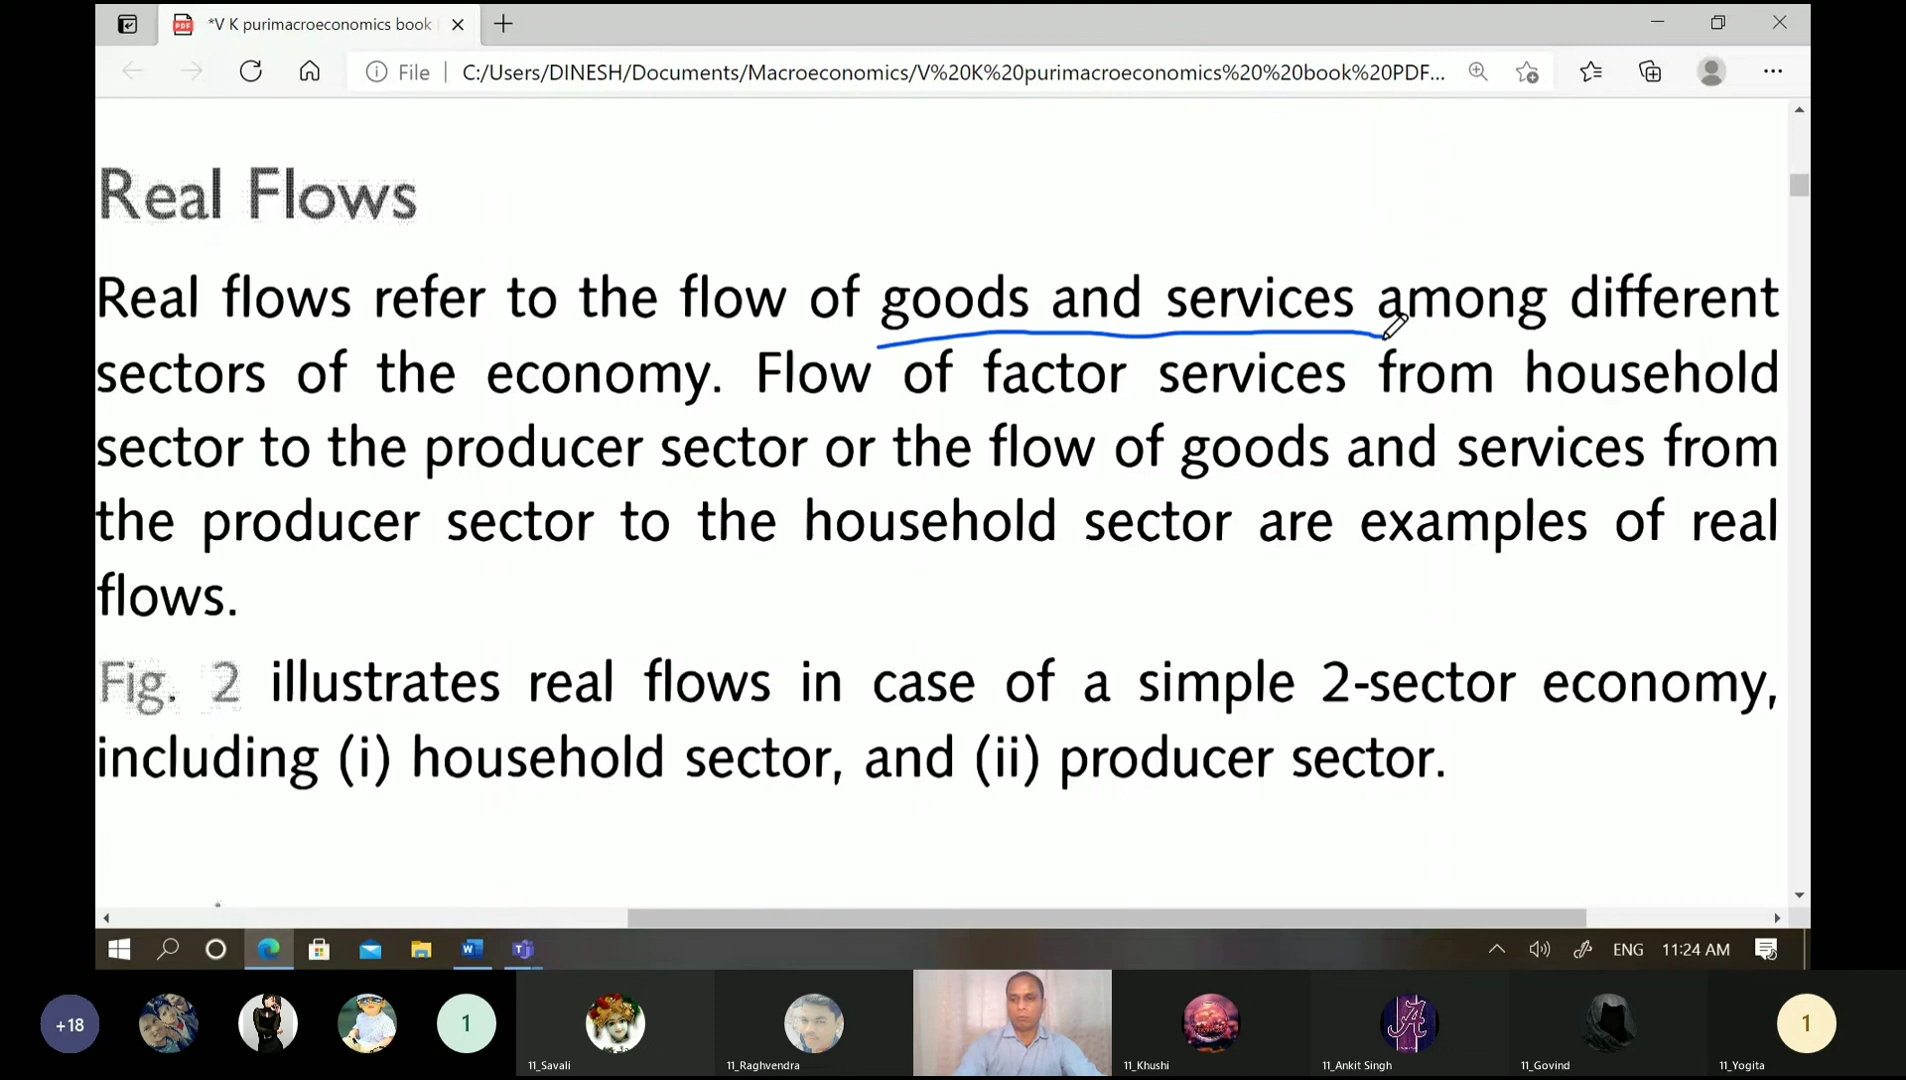 *V K purimacroeconomics book
File
C:/Users/DINESH/Documents/Macroeconomics/V%20K%20purimacroeconomics%20%20book%20PDF...
Real Flows
Real flows refer to the flow of goods and services among different
sectors of the economy. Flow of factor services from household
sector to the producer sector or the flow of goods and services from
the producer sector to the household sector are examples of real
flows.
Fig. 2 illustrates real flows in case of a simple 2-sector economy,
including (i) household sector, and (ii) producer sector.
ENG 11:24 AM
+18
1
1
11_Savali
11_Raghvendra
11_Khushi
11_Ankit Singh
11_Govind
11_Yogita